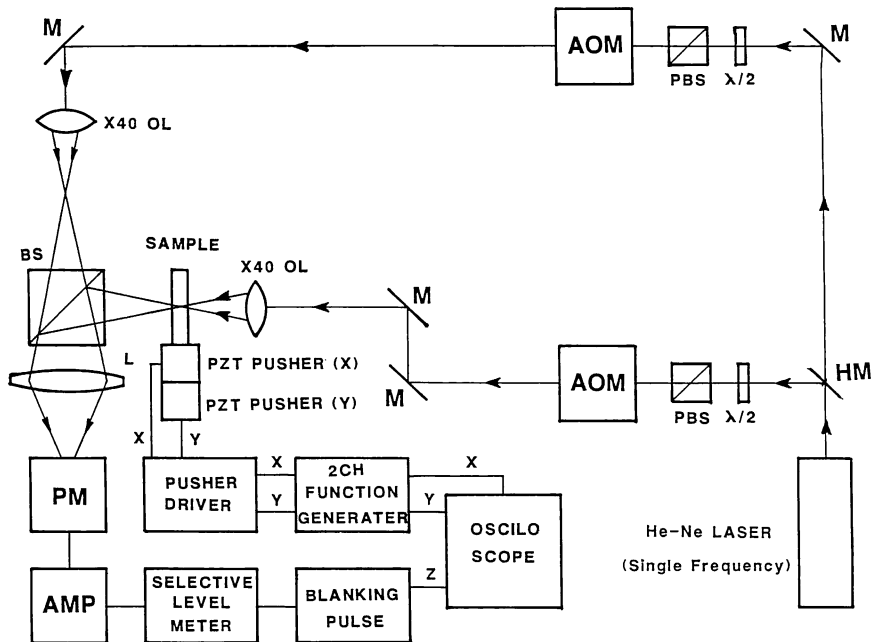 M
AOM
PBS
λ/2
M
X40 OL
BS
SAMPLE
X40 OL
M
L
PZT PUSHER (X)
PZT PUSHER (Y)
M
AOM
PBS
λ/2
HM
X
Y
PM
PUSHER
DRIVER
X
Y
2CH
FUNCTION
GENERATER
X
Y
OSCILO
SCOPE
He-Ne LASER
(Single Frequency)
AMP
SELECTIVE
LEVEL
METER
BLANKING
PULSE
Z